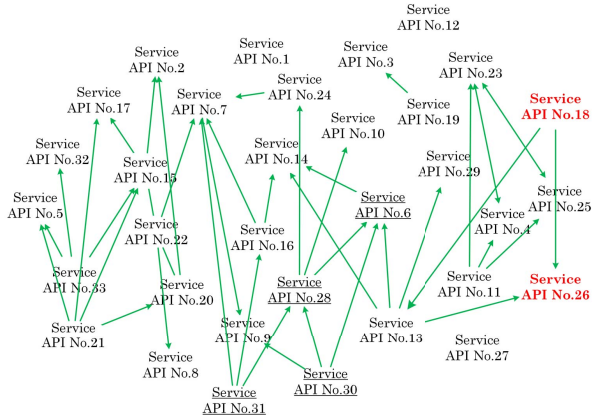 Service
API No.12
Service
API No.1
Service
API No.3
Service
API No.2
Service
API No.23
Service
API No.24
Service
API No.17
Service
API No.7
Service
API No.19
Service
API No.18
Service
API No.10
Service
API No.32
Service
API No.14
Service
API No.15
Service
API No.29
Service
API No.5
Service
API No.6
Service
API No.25
Service
API No.4
Service
API No.22
Service
API No.16
Service
API No.33
Service
API No.20
Service
API No.28
Service
API No.11
Service
API No.26
Service
API No.21
Service
API No.9
Service
API No.13
Service
API No.27
Service
API No.8
Service
API No.30
Service
API No.31